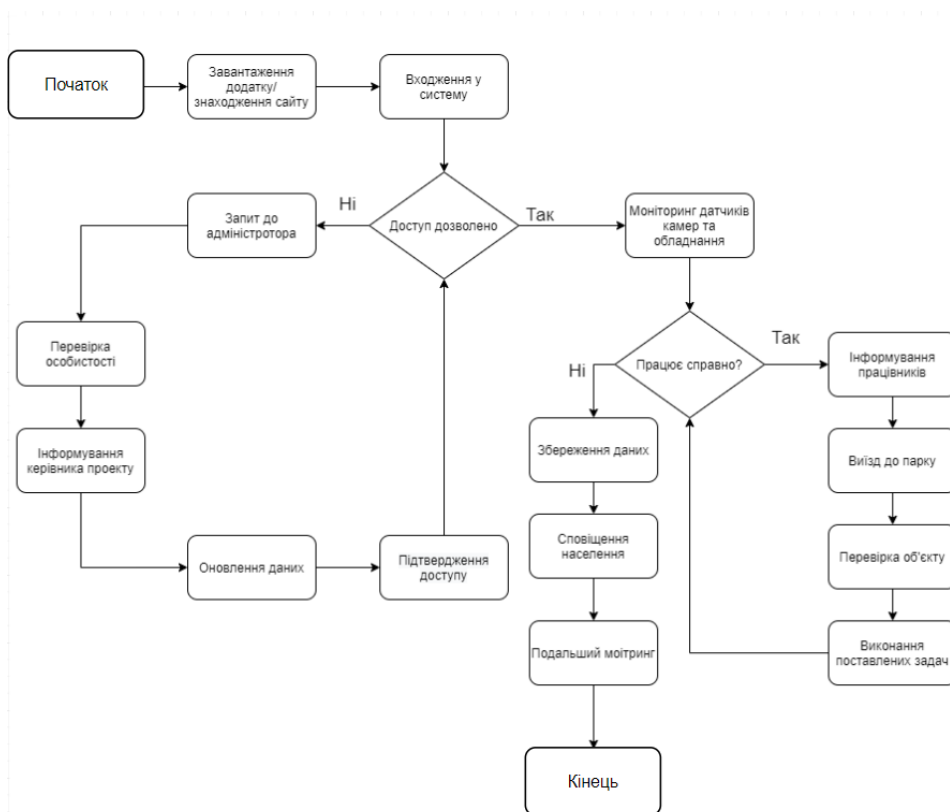 Початок
Завантаження
додатку/
знаходження сайту
Входження у
систему
Ні
Доступ дозволено
Так
Запит до
адміністротора
Моніторинг датчиків
камер та
обладнання
Перевірка
особистості
Ні
Працює справно?
Так
Інформування
працівників
Інформування
керівника проекту
Збереження даних
Виїзд до парку
Оновлення даних
Підтвердження
доступу
Сповіщення
населення
Перевірка об'єкту
Подальший моітринг
Виконання
поставлених задач
Кінець